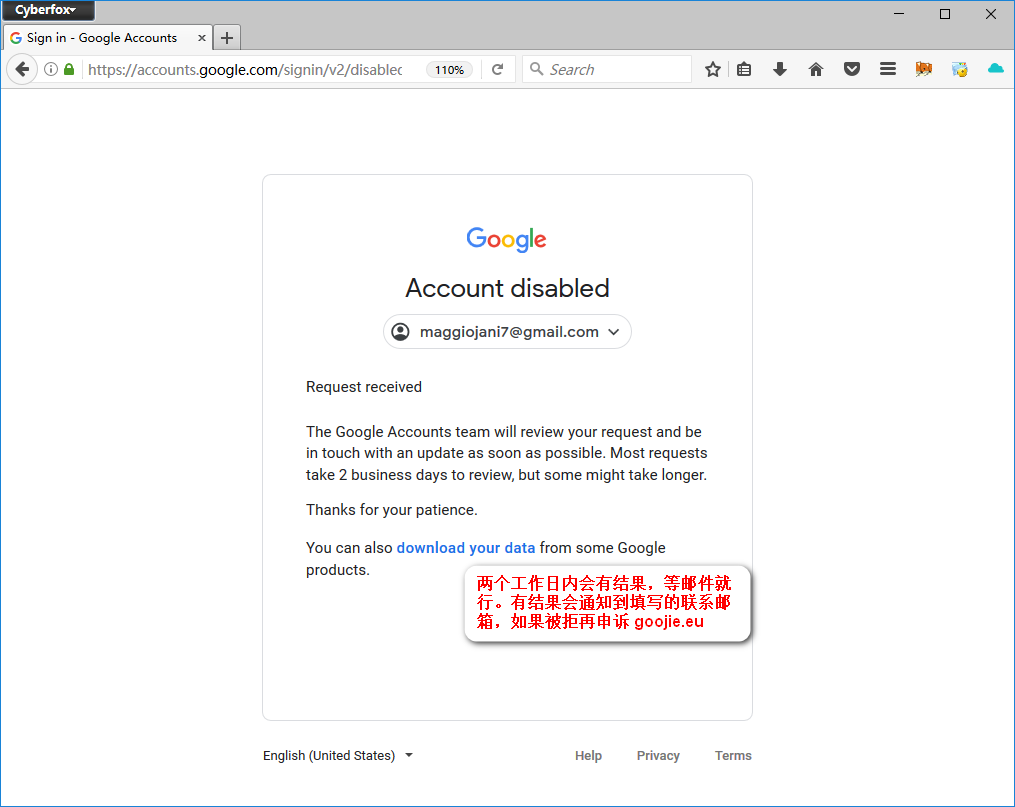 Cyberfox
Sign in - Google Accounts
https://accounts.google.com/signin/v2/disabled
110%
Search
Google
Account disabled
maggiojani7@gmail.com
Request received
The Google Accounts team will review your request and be
in touch with an update as soon as possible. Most requests
take 2 business days to review, but some might take longer.
Thanks for your patience.
You can also download your data from some Google
products.
两个工作日内会有结果，等邮件就
行。有结果会通知到填写的联系邮
箱，如果被拒再申诉 goojie.eu
English (United States)
Help
Privacy
Terms